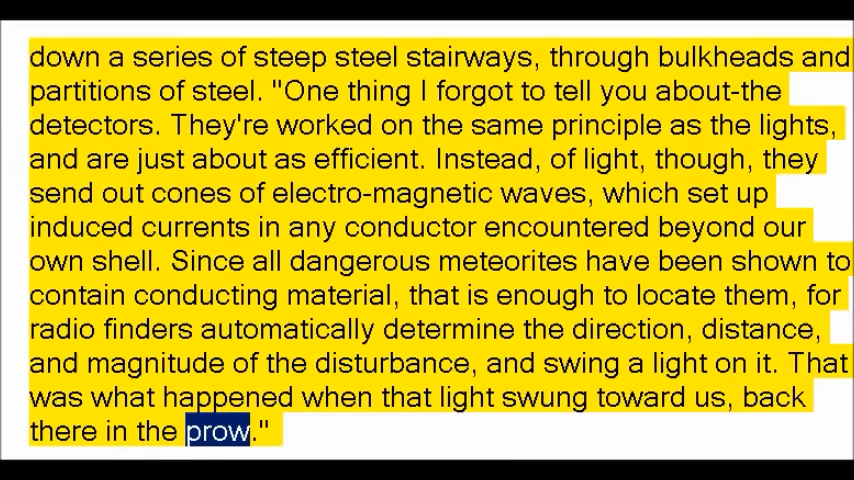 down a series of steep steel stairways, through bulkheads and
partitions of steel. "One thing I forgot to tell you about-the
detectors. They're worked on the same principle as the lights,
and are just about as efficient. Instead, of light, though, they
send out cones of electro-magnetic waves, which set up
induced currents in any conductor encountered beyond our
own shell. Since all dangerous meteorites have been shown to
contain conducting material, that is enough to locate them, for
radio finders automatically determine the direction, distance,
and magnitude of the disturbance, and swing a light on it. That
was what happened when that light swung toward us, back
there in the prow."